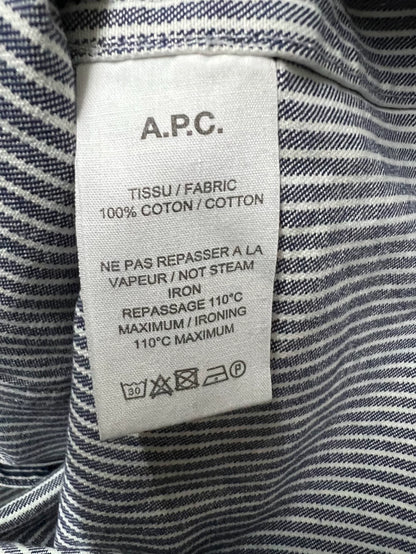 A.P.C.
TISSU / FABRIC
100% COTON / COTTON
NE PAS REPASSER A LA
VAPEUR / NOT STEAM
IRON
REPASSAGE 110°C
MAXIMUM / IRONING
110°C MAXIMUM
30 P